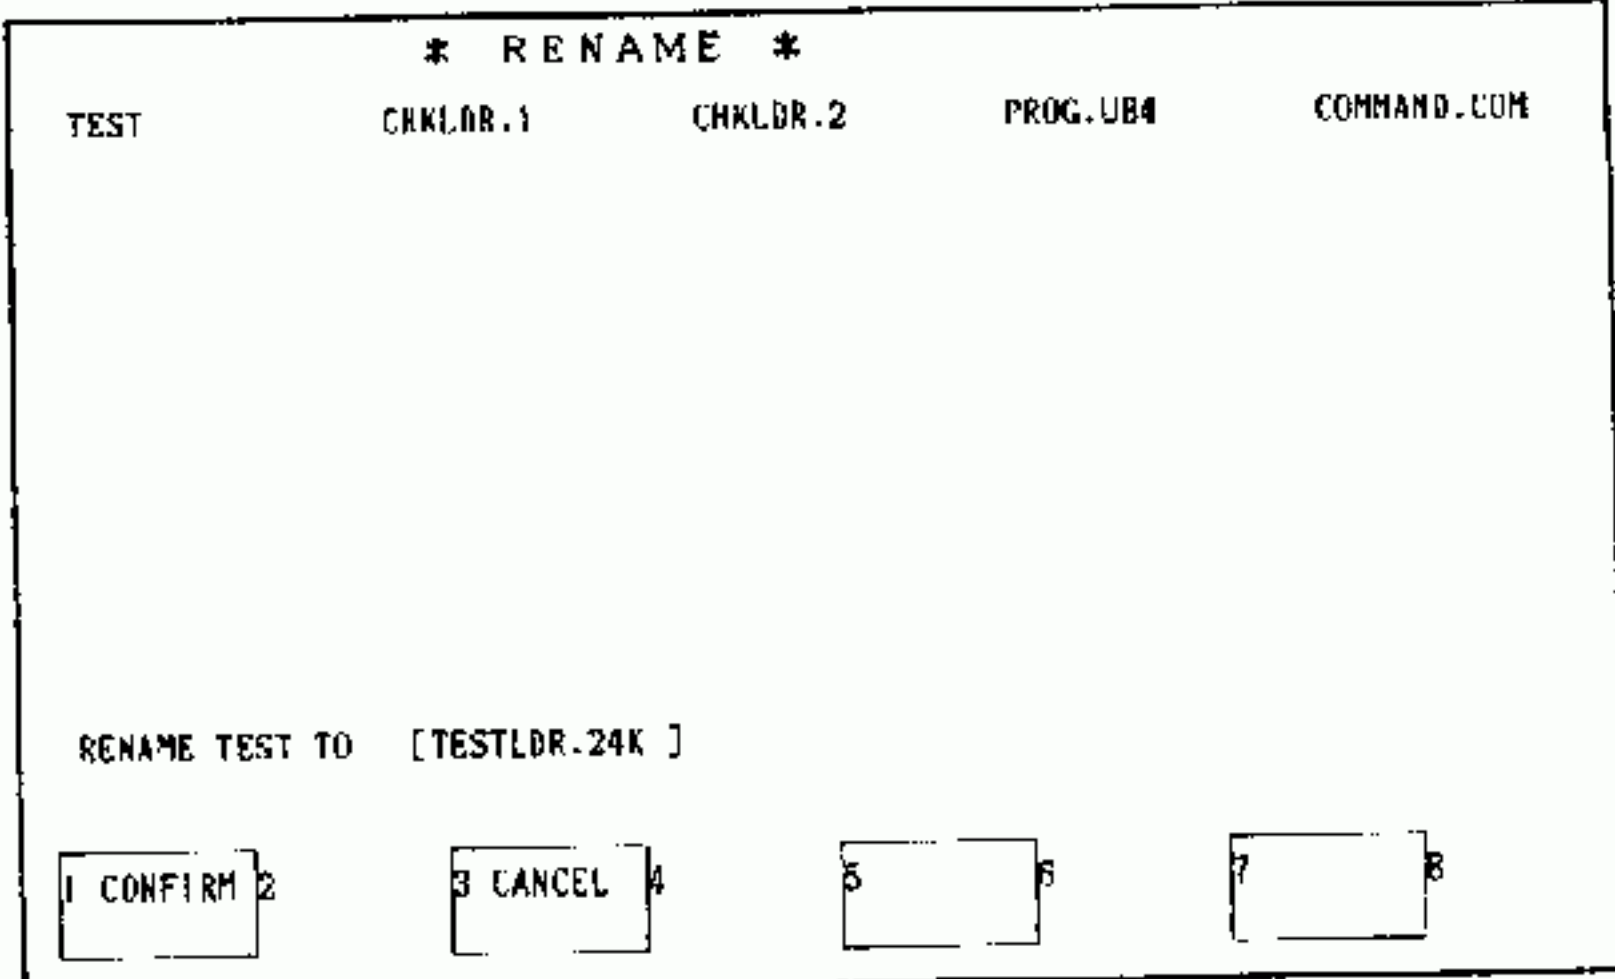 * RENAME *
TEST CHKLDR.1 CHKLDR.2 PROG.UB4 COMMAND.COM
RENAME TEST TO [TESTLDR.24K ]
1 CONFIRM 2 3 CANCEL 4 5 6 7 8